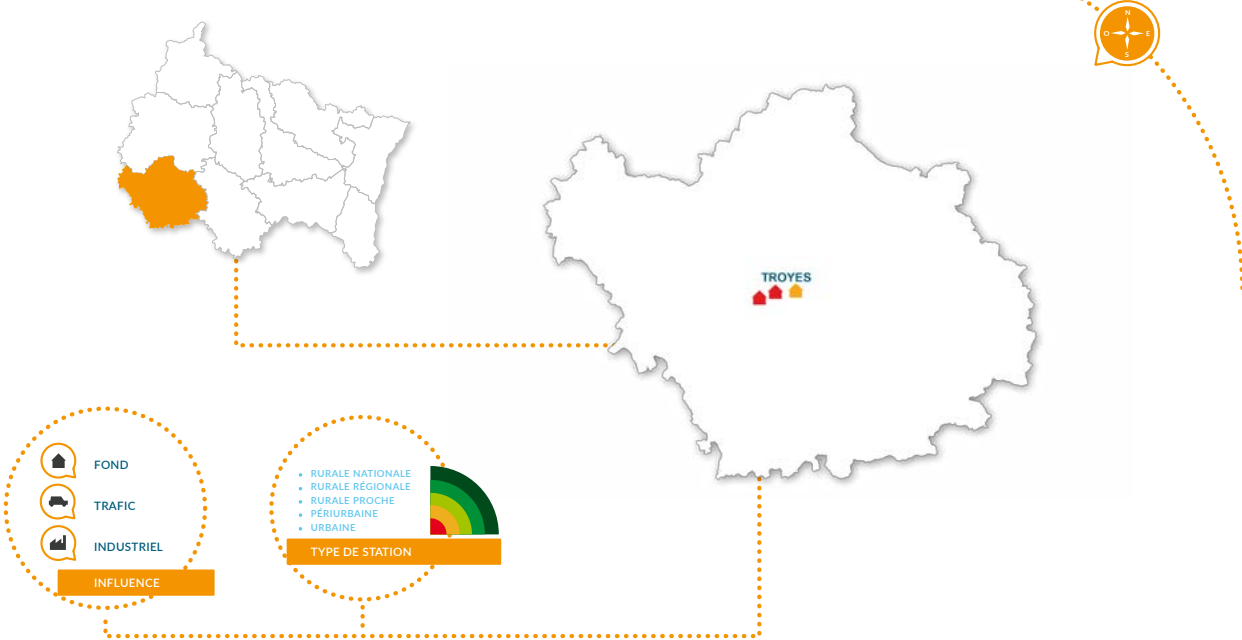 N
O E
S
TROYES
FOND
TRAFIC
INDUSTRIEL
INFLUENCE
• RURALE NATIONALE
• RURALE RÉGIONALE
• RURALE PROCHE
• PÉRIURBAINE
• URBAINE
TYPE DE STATION